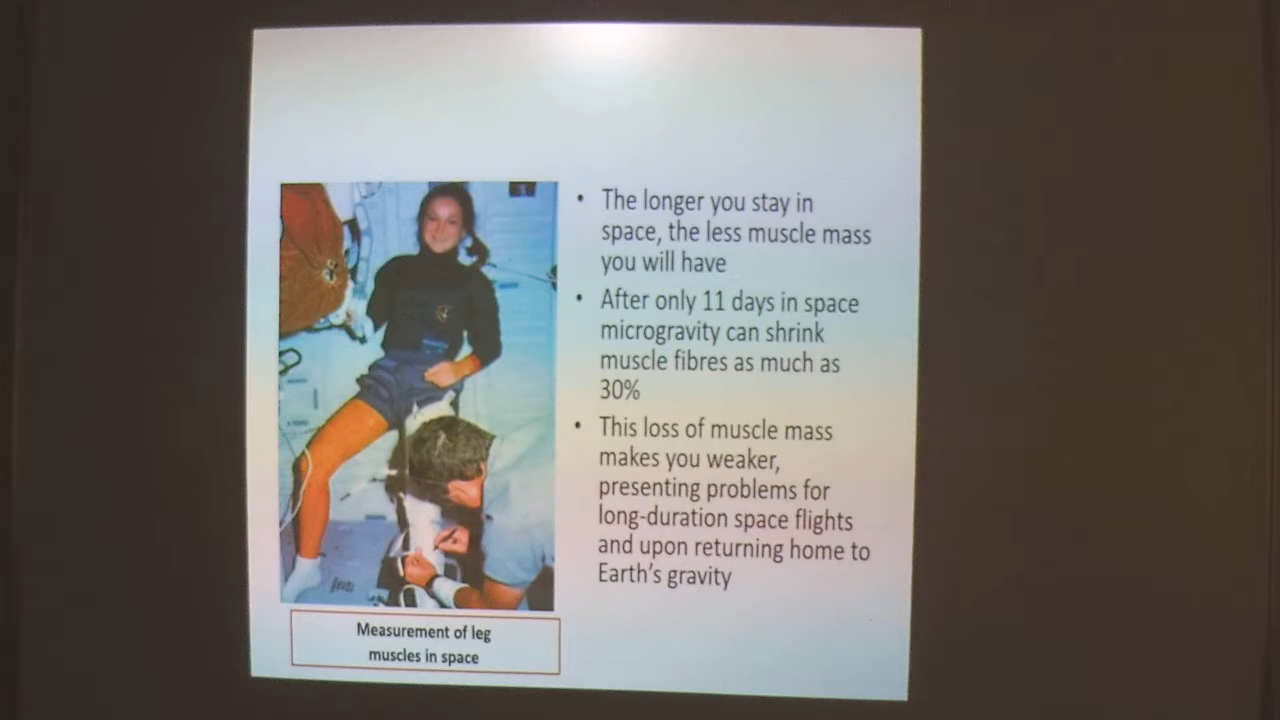 • The longer you stay in
space, the less muscle mass
you will have
• After only 11 days in space
microgravity can shrink
muscle fibres as much as
30%
• This loss of muscle mass
makes you weaker,
presenting problems for
long-duration space flights
and upon returning home to
Earth's gravity
Measurement of leg
muscles in space